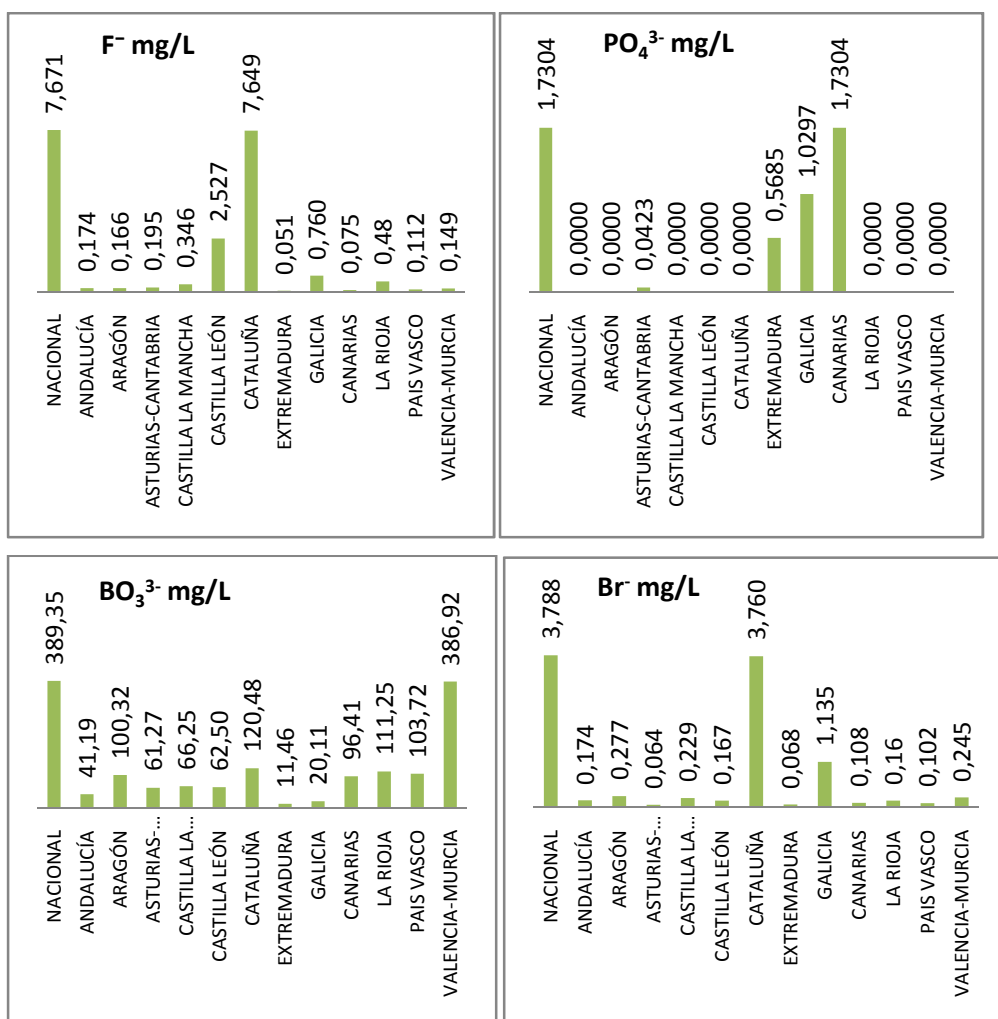 F⁻ mg/L
7,671
0,174
0,166
0,195
0,346
2,527
7,649
0,051
0,760
0,075
0,48
0,112
0,149
NACIONAL
ANDALUCÍA
ARAGÓN
ASTURIAS-CANTABRIA
CASTILLA LA MANCHA
CASTILLA LEÓN
CATALUÑA
EXTREMADURA
GALICIA
CANARIAS
LA RIOJA
PAIS VASCO
VALENCIA-MURCIA
PO₄³⁻ mg/L
1,7304
0,0000
0,0000
0,0423
0,0000
0,0000
0,0000
0,5685
1,0297
1,7304
0,0000
0,0000
0,0000
NACIONAL
ANDALUCÍA
ARAGÓN
ASTURIAS-CANTABRIA
CASTILLA LA MANCHA
CASTILLA LEÓN
CATALUÑA
EXTREMADURA
GALICIA
CANARIAS
LA RIOJA
PAIS VASCO
VALENCIA-MURCIA
BO₃³⁻ mg/L
389,35
41,19
100,32
61,27
66,25
62,50
120,48
11,46
20,11
96,41
111,25
103,72
386,92
NACIONAL
ANDALUCÍA
ARAGÓN
ASTURIAS-...
CASTILLA LA...
CASTILLA LEÓN
CATALUÑA
EXTREMADURA
GALICIA
CANARIAS
LA RIOJA
PAIS VASCO
VALENCIA-MURCIA
Br⁻ mg/L
3,788
0,174
0,277
0,064
0,229
0,167
3,760
0,068
1,135
0,108
0,16
0,102
0,245
NACIONAL
ANDALUCÍA
ARAGÓN
ASTURIAS-...
CASTILLA LA...
CASTILLA LEÓN
CATALUÑA
EXTREMADURA
GALICIA
CANARIAS
LA RIOJA
PAIS VASCO
VALENCIA-MURCIA